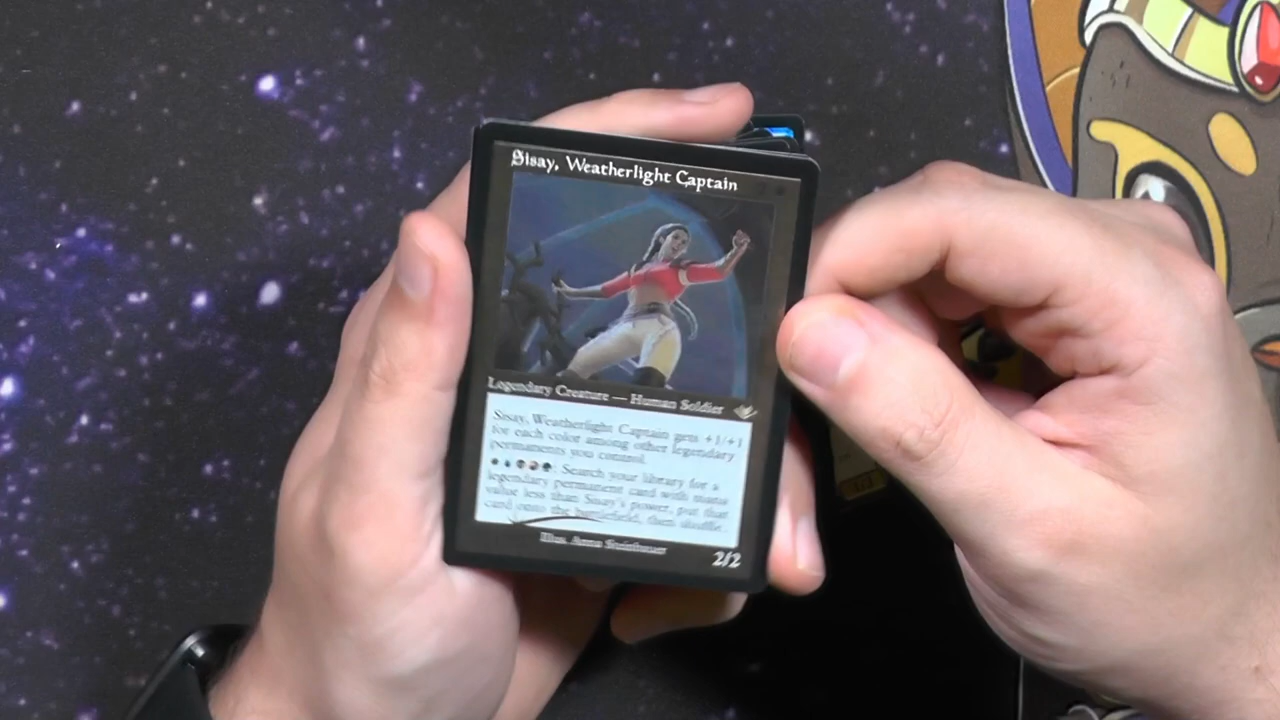 Sisay, Weatherlight Captain
Legendary Creature — Human Soldier
Sisay, Weatherlight Captain gets +1/+1
for each color among other legendary
permanents you control.
: Search your library for a
legendary permanent card with mana
value less than Sisay's power, put that
card onto the battlefield, then shuffle.
Illus. Anna Steinbauer
2/2